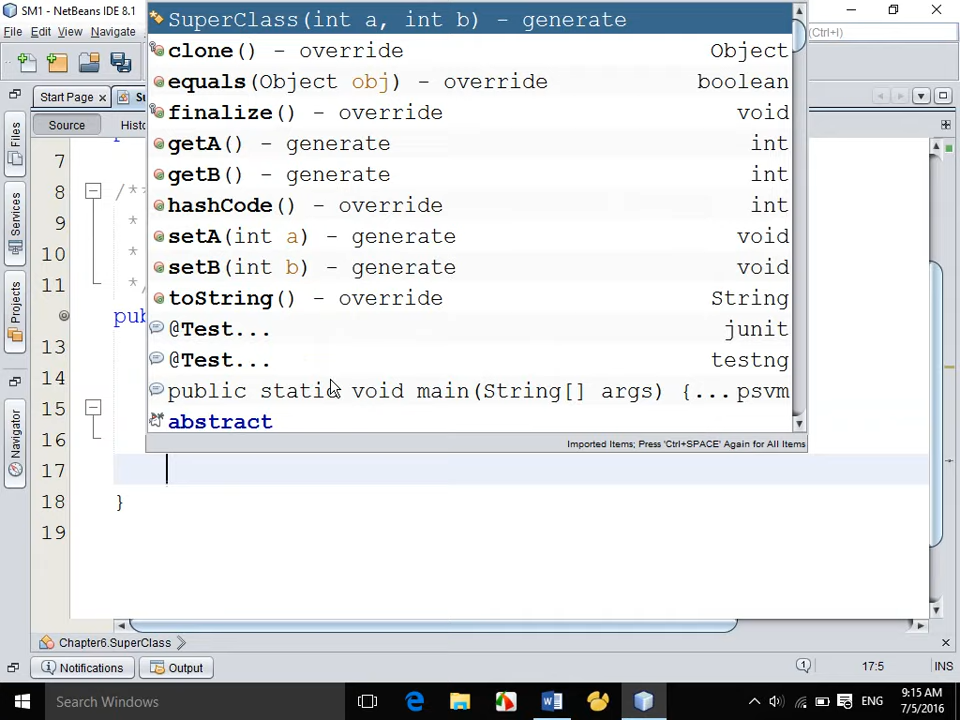 SM1 - NetBeans IDE 8.1
File Edit View Navigate
(Ctrl+I)
Start Page
Source
Files
Services
Projects
Navigator
SuperClass(int a, int b) - generate
clone() - override Object
equals(Object obj) - override boolean
finalize() - override void
getA() - generate int
getB() - generate int
hashCode() - override int
setA(int a) - generate void
setB(int b) - generate void
toString() - override String
@Test... junit
@Test... testng
public static void main(String[] args) {... psvm
abstract
Imported Items; Press 'Ctrl+SPACE' Again for All Items
7
8 /**
9 *
10 *
11 */
pub
13
14
15
16
17
18 }
19
Chapter6.SuperClass
Notifications Output
1
17:5 INS
Search Windows
ENG
9:15 AM
7/5/2016